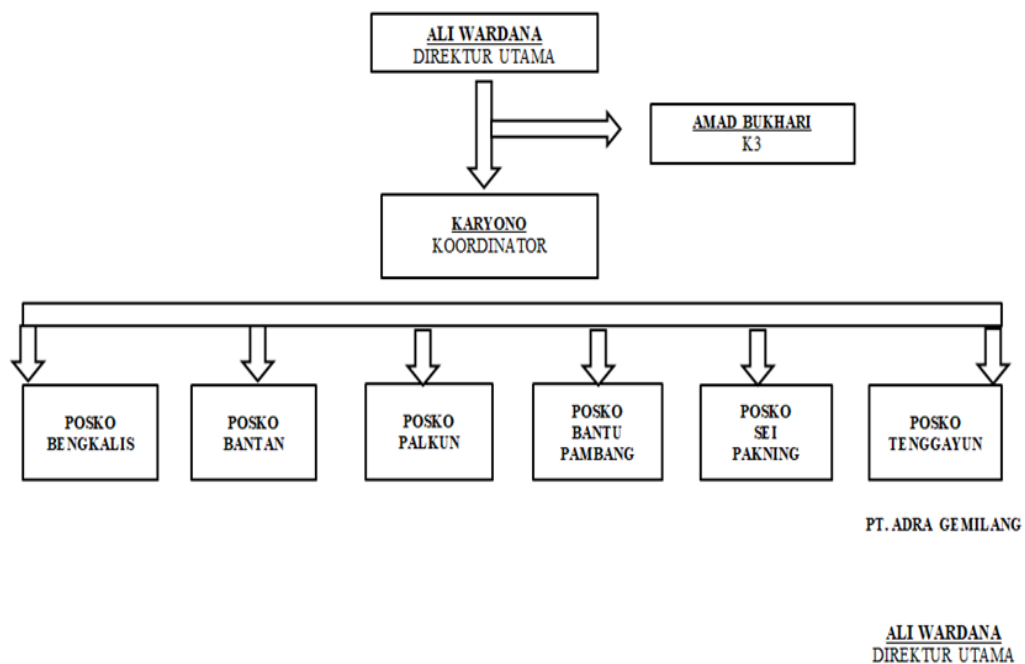 ALI WARDANA
DIREKTUR UTAMA
AMAD BUKHARI
K3
KARYONO
KOORDINATOR
POSKO
BENGKALIS
POSKO
BANTAN
POSKO
PALKUN
POSKO
BANTU
PAMBANG
POSKO
SEI
PAKNING
POSKO
TENGGAYUN
PT. ADRA GEMILANG
ALI WARDANA
DIREKTUR UTAMA